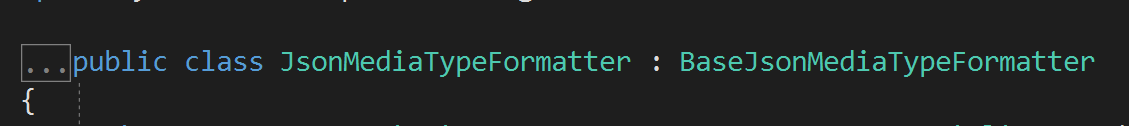 ...public class JsonMediaTypeFormatter : BaseJsonMediaTypeFormatter
{